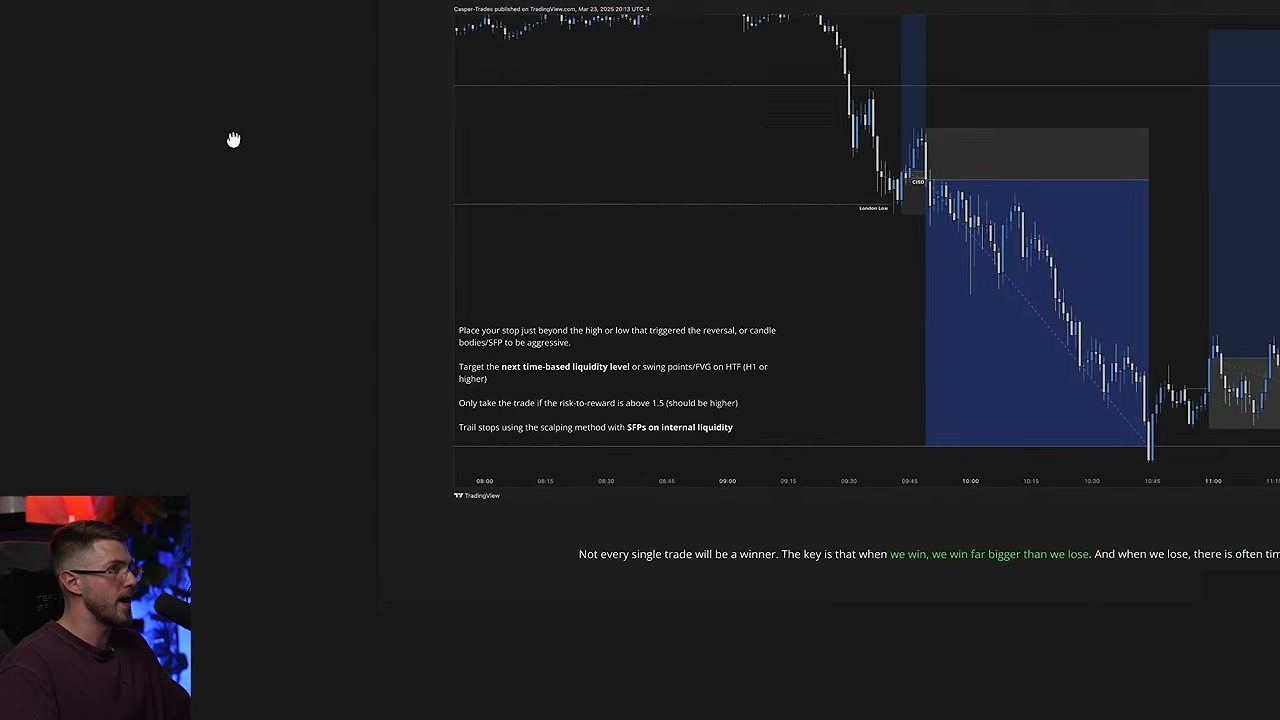 Casper-Trades published on TradingView.com, Mar 23, 2025 20:13 UTC-4
CISD
London Low
Place your stop just beyond the high or low that triggered the reversal, or candle
bodies/SFP to be aggressive.
Target the next time-based liquidity level or swing points/FVG on HTF (H1 or
higher)
Only take the trade if the risk-to-reward is above 1.5 (should be higher)
Trail stops using the scalping method with SFPs on internal liquidity
08:00 08:15 08:30 08:45 09:00 09:15 09:30 09:45 10:00 10:15 10:30 10:45 11:00 11:15
TradingView
Not every single trade will be a winner. The key is that when we win, we win far bigger than we lose. And when we lose, there is often